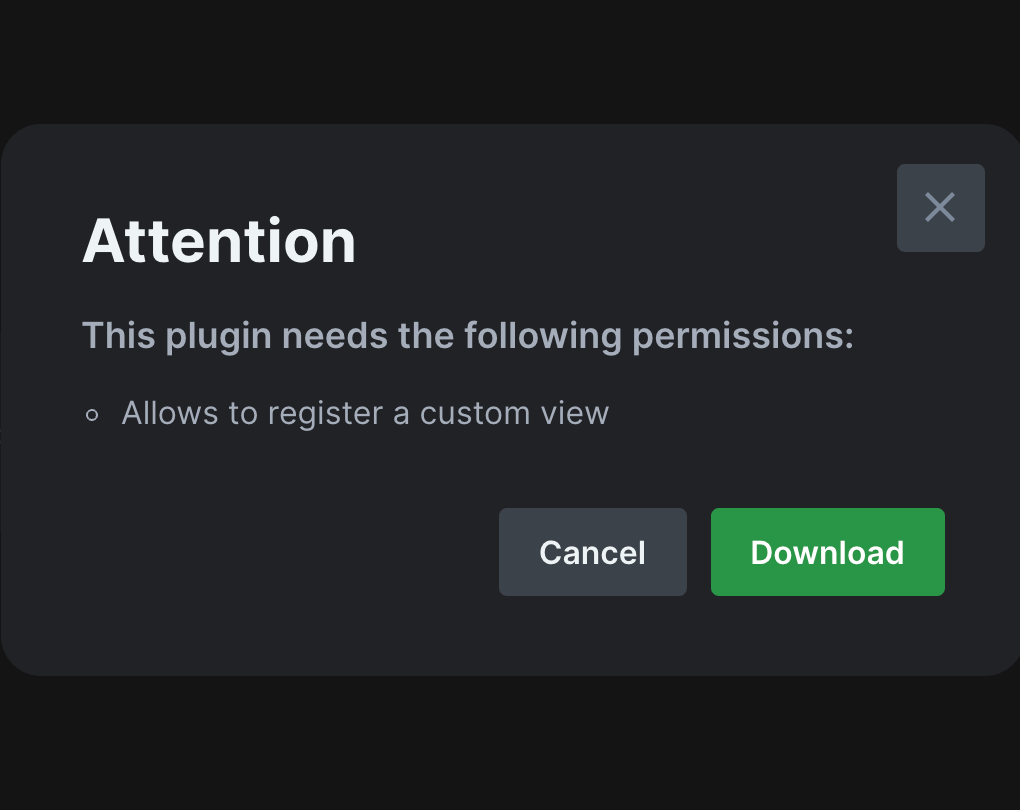 Attention
This plugin needs the following permissions:
Allows to register a custom view
Cancel
Download